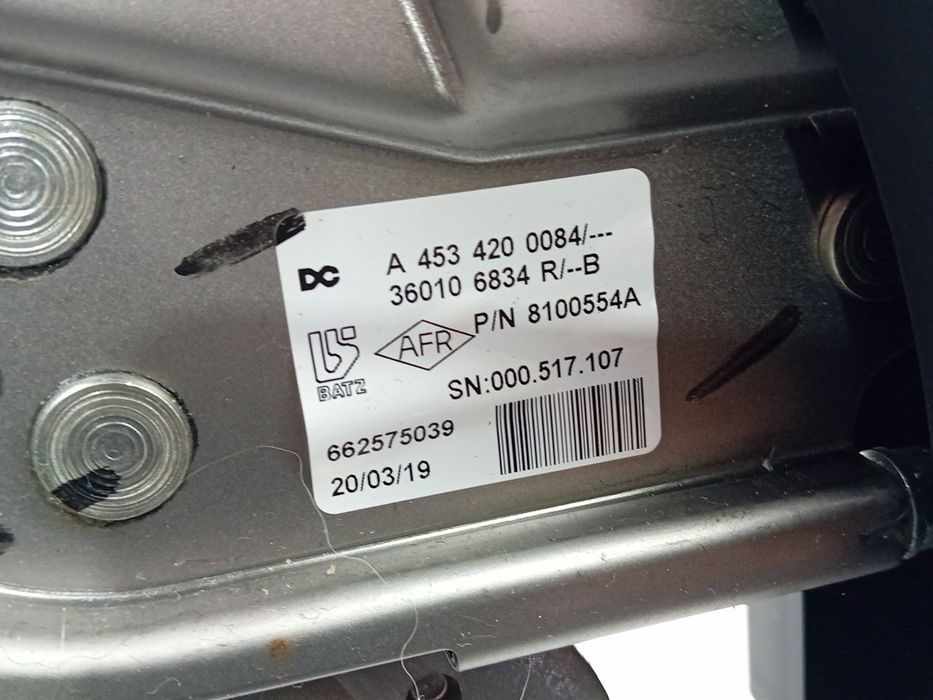 DC
A 453 420 0084/---
36010 6834 R/--B
P/N 8100554A
AFR
BATZ
SN:000.517.107
662575039
20/03/19